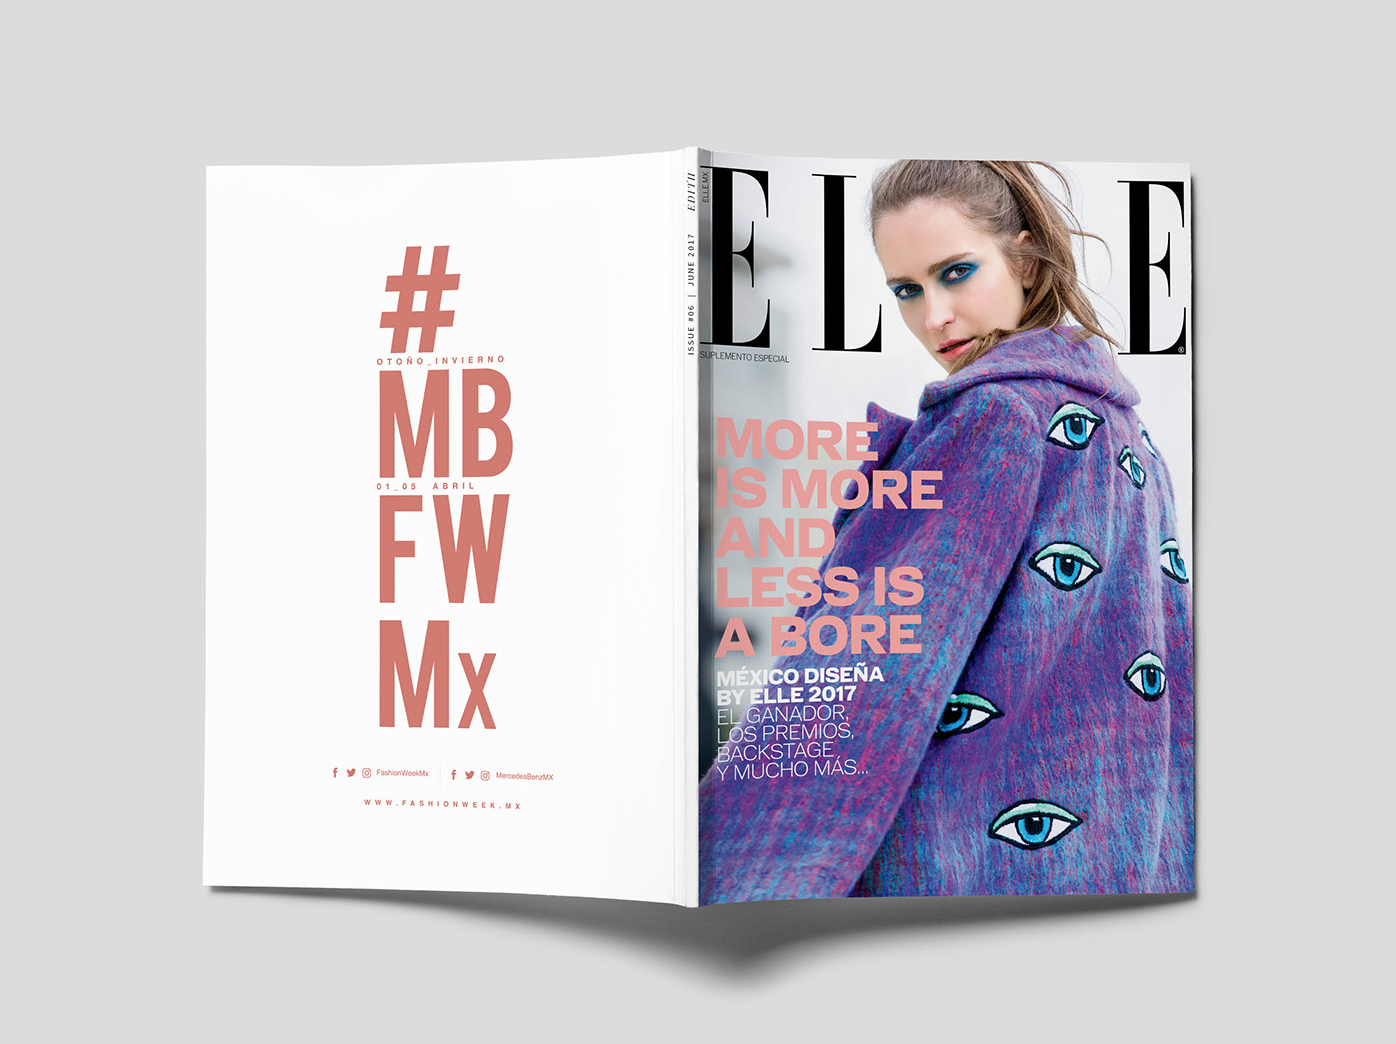 #
OTOÑO_INVIERNO
MB
01_05 ABRIL
FW
Mx
FashionWeekMx
MercedesBenzMX
WWW.FASHIONWEEK.MX
ISSUE #06 | JUNE 2017 EDITH
ELLE.MX
ELLE
®
SUPLEMENTO ESPECIAL
MORE
IS MORE
AND
LESS IS
A BORE
MÉXICO DISEÑA
BY ELLE 2017
EL GANADOR,
LOS PREMIOS,
BACKSTAGE
Y MUCHO MÁS...